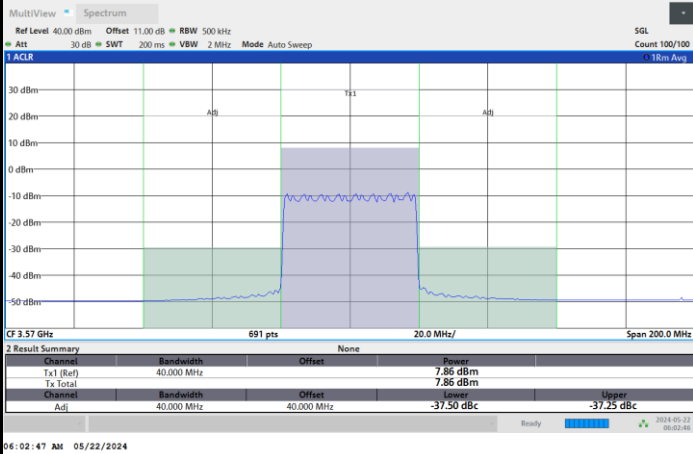 MultiView Spectrum
Ref Level 40.00 dBm Offset 11.00 dB RBW 500 kHz SGL
Att 30 dB SWT 200 ms VBW 2 MHz Mode Auto Sweep Count 100/100
1 ACLR 1Rm Avg
30 dBm
Tx1
20 dBm
Adj Adj
10 dBm
0 dBm
-10 dBm
-20 dBm
-30 dBm
-40 dBm
-50 dBm
CF 3.57 GHz 691 pts 20.0 MHz/ Span 200.0 MHz
2 Result Summary None
Channel Bandwidth Offset Power
Tx1 (Ref) 40.000 MHz 7.86 dBm
Tx Total 7.86 dBm
Channel Bandwidth Offset Lower Upper
Adj 40.000 MHz 40.000 MHz -37.50 dBc -37.25 dBc
Ready 2024-05-22
06:02:46
06:02:47 AM 05/22/2024